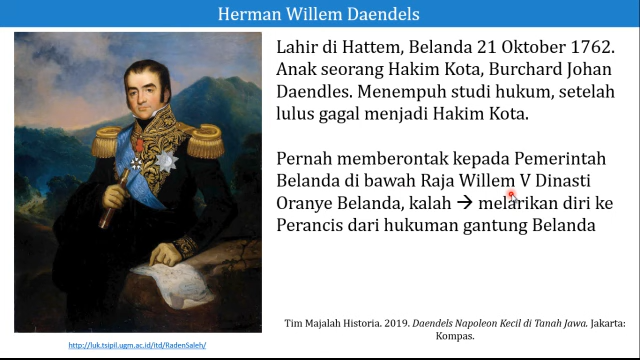 Herman Willem Daendels
Lahir di Hattem, Belanda 21 Oktober 1762.
Anak seorang Hakim Kota, Burchard Johan
Daendles. Menempuh studi hukum, setelah
lulus gagal menjadi Hakim Kota.
Pernah memberontak kepada Pemerintah
Belanda di bawah Raja Willem V Dinasti
Oranye Belanda, kalah → melarikan diri ke
Perancis dari hukuman gantung Belanda
Tim Majalah Historia. 2019. Daendels Napoleon Kecil di Tanah Jawa. Jakarta:
Kompas.
http://luk.tsipil.ugm.ac.id/itd/RadenSaleh/